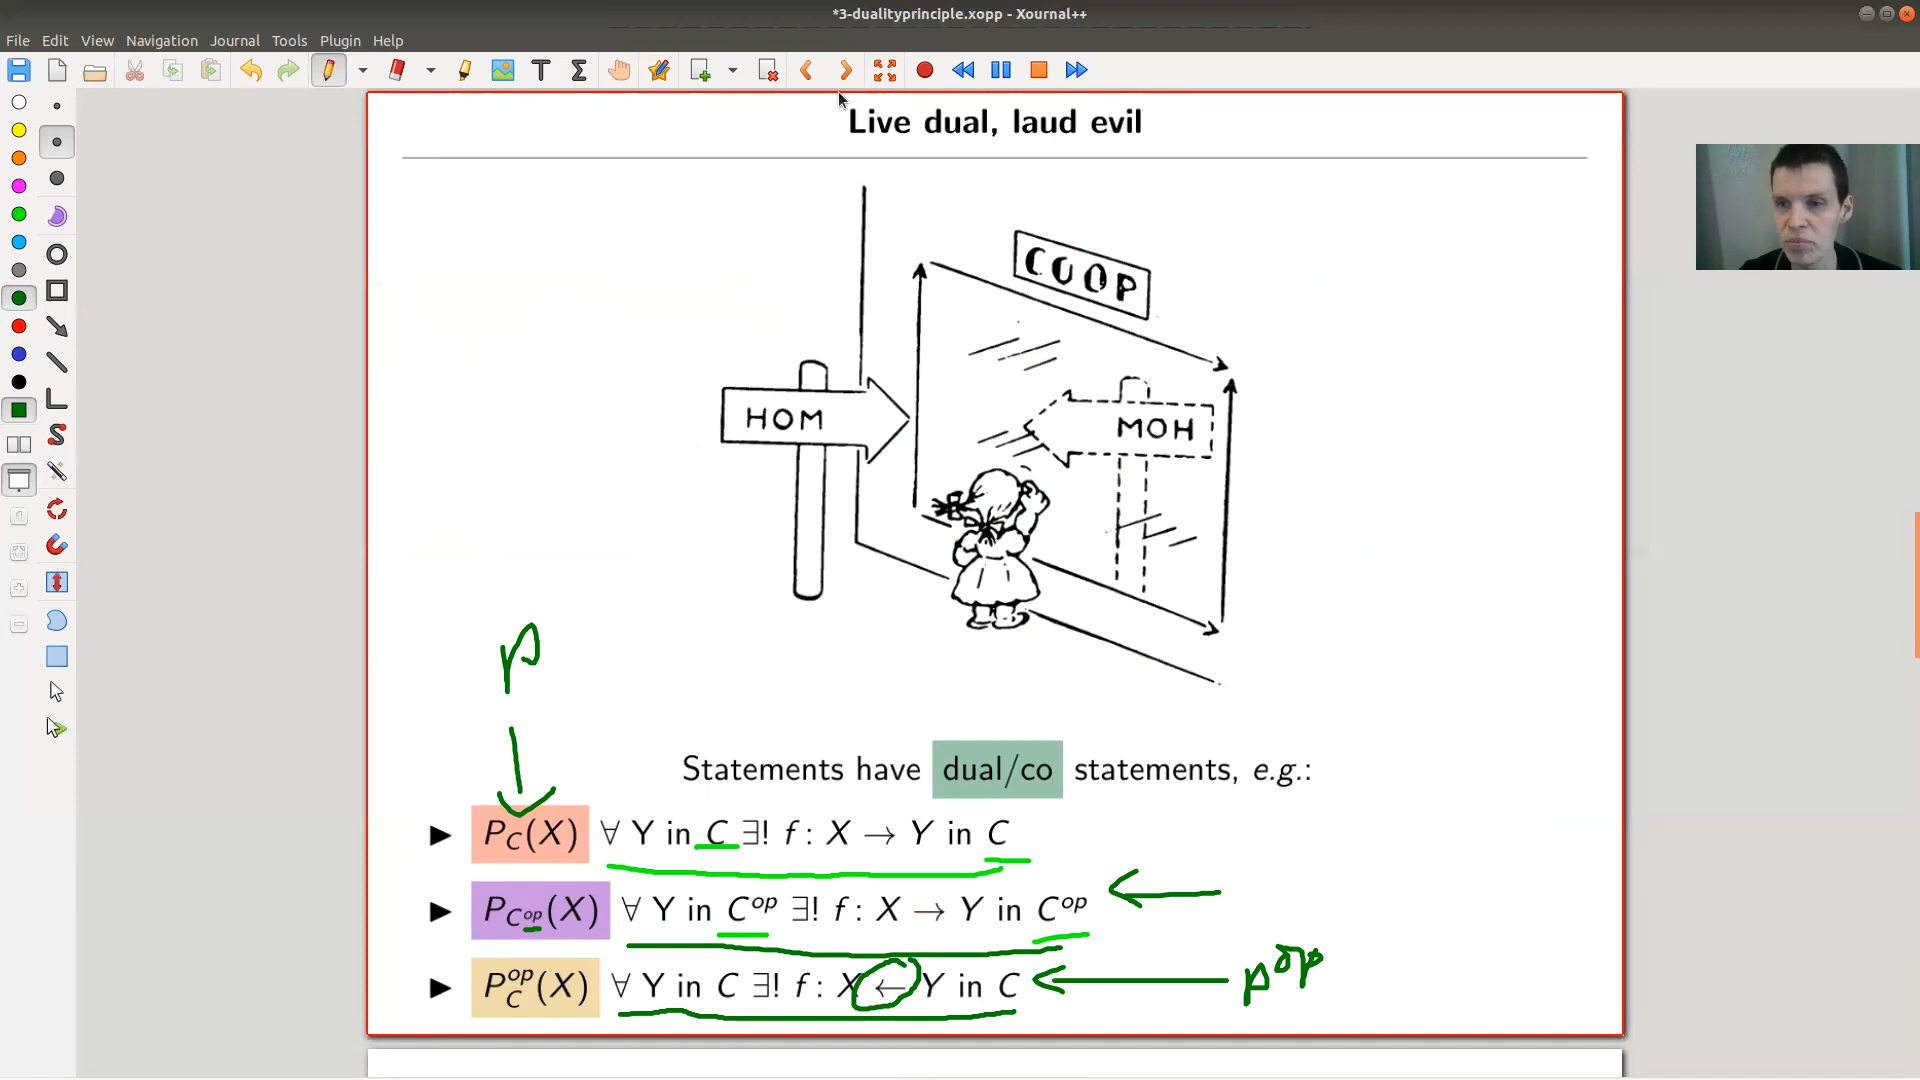 *3-dualityprinciple.xopp - Xournal++
File Edit View Navigation Journal Tools Plugin Help
Live dual, laud evil
COOP
HOM
MOH
P
Statements have dual/co statements, e.g.:
▶ P_C(X) ∀ Y in C ∃! f : X → Y in C
▶ P_{C^{op}}(X) ∀ Y in C^{op} ∃! f : X → Y in C^{op}
▶ P_C^{op}(X) ∀ Y in C ∃! f : X ← Y in C
P^{op}